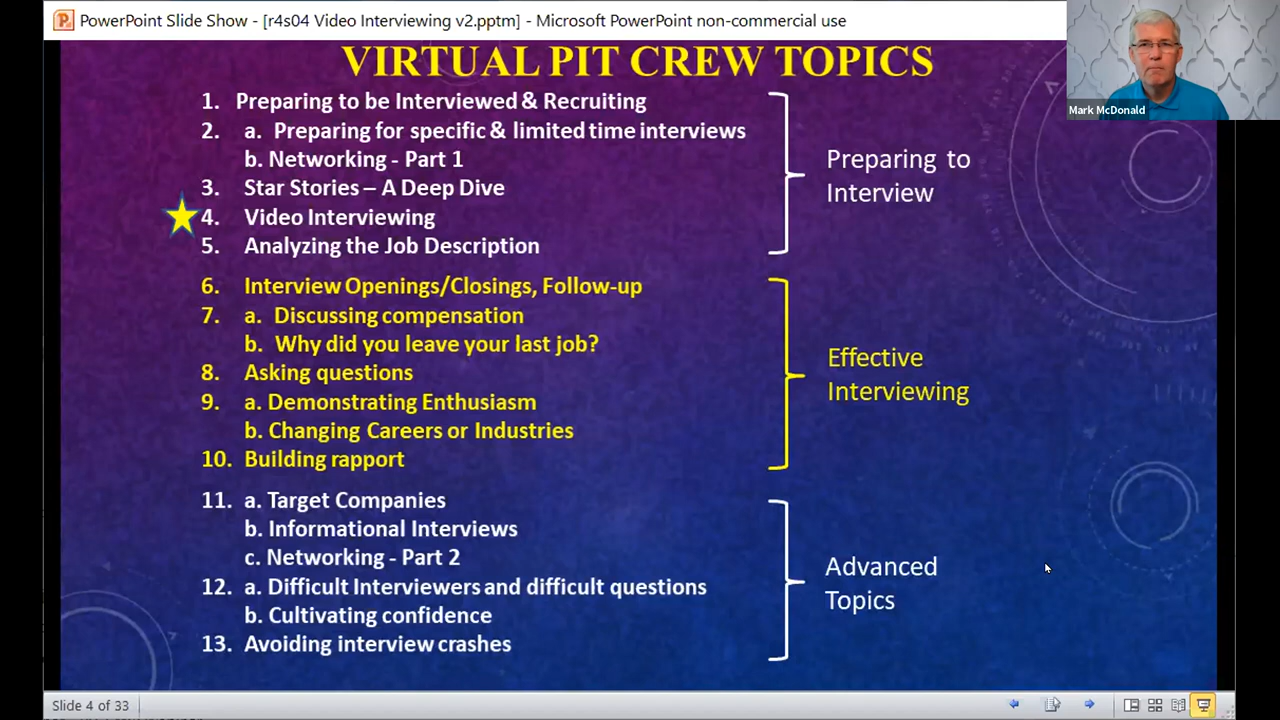 PowerPoint Slide Show - [r4s04 Video Interviewing v2.pptm] - Microsoft PowerPoint non-commercial use
Mark McDonald
VIRTUAL PIT CREW TOPICS
1. Preparing to be Interviewed & Recruiting
2. a. Preparing for specific & limited time interviews
b. Networking - Part 1
3. Star Stories – A Deep Dive
4. Video Interviewing
5. Analyzing the Job Description
Preparing to
Interview
6. Interview Openings/Closings, Follow-up
7. a. Discussing compensation
b. Why did you leave your last job?
8. Asking questions
9. a. Demonstrating Enthusiasm
b. Changing Careers or Industries
10. Building rapport
Effective
Interviewing
11. a. Target Companies
b. Informational Interviews
c. Networking - Part 2
12. a. Difficult Interviewers and difficult questions
b. Cultivating confidence
13. Avoiding interview crashes
Advanced
Topics
Slide 4 of 33